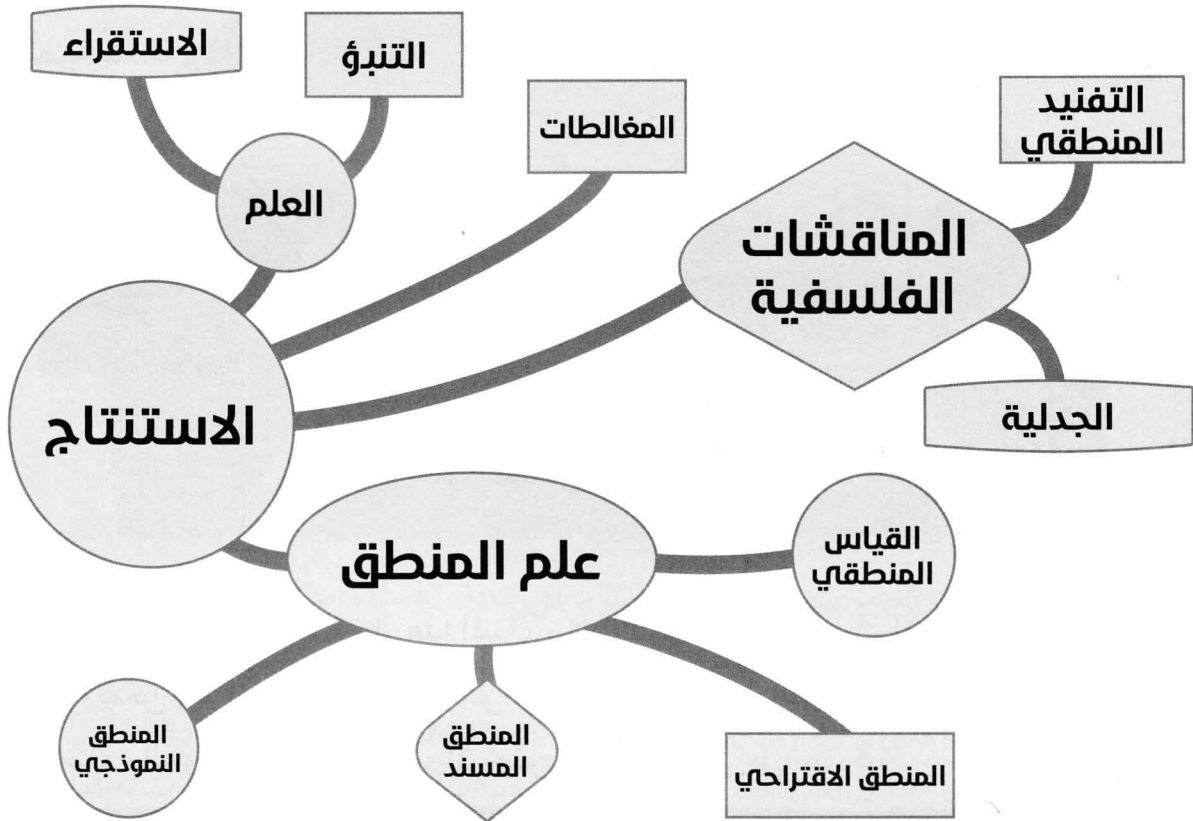 الاستقراء
التنبؤ
العلم
المغالطات
التفنيد
المنطقي
المناقشات
الفلسفية
الجدلية
الاستنتاج
علم المنطق
القياس
المنطقي
المنطق
النموذجي
المنطق
المسند
المنطق الاقتراحي